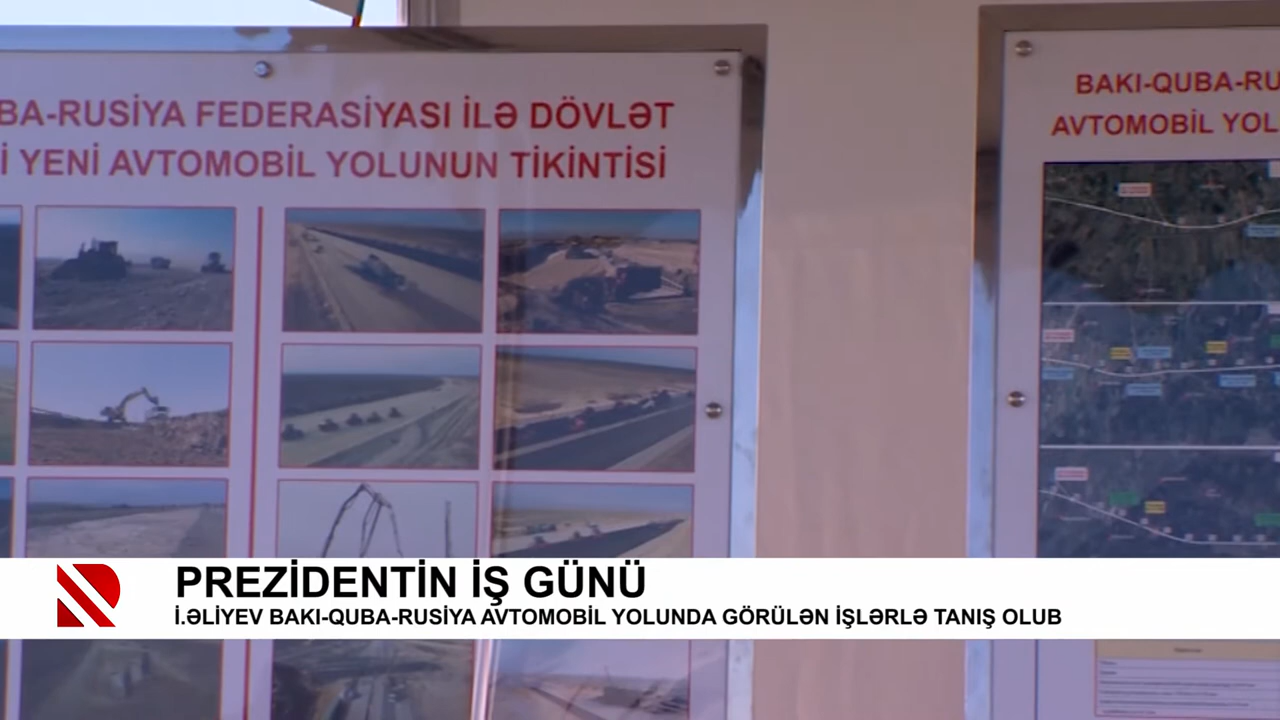 BA-RUSİYA FEDERASİYASI İLƏ DÖVLƏT
İ YENİ AVTOMOBİL YOLUNUN TİKİNTİSİ
BAKI-QUBA-RU
AVTOMOBİL YOL
PREZİDENTİN İŞ GÜNÜ
İ.ƏLİYEV BAKI-QUBA-RUSİYA AVTOMOBİL YOLUNDA GÖRÜLƏN İŞLƏRLƏ TANIŞ OLUB